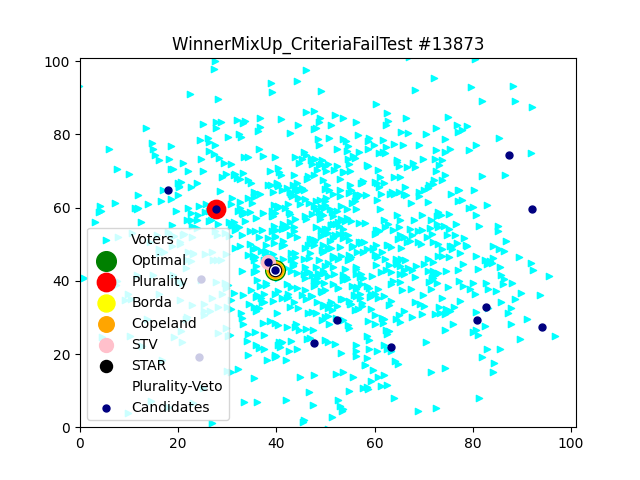 WinnerMixUp_CriteriaFailTest #13873
100
80
60
40
20
0
0 20 40 60 80 100
Voters
Optimal
Plurality
Borda
Copeland
STV
STAR
Plurality-Veto
Candidates